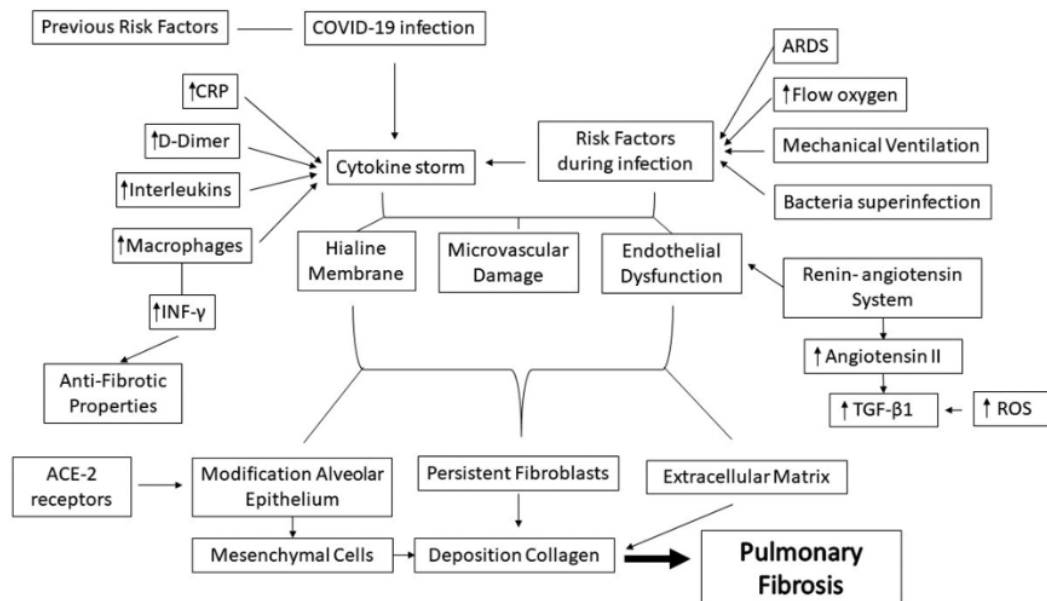 Previous Risk Factors
COVID-19 infection
ARDS
↑CRP
↑Flow oxygen
↑D-Dimer
Risk Factors
during infection
Mechanical Ventilation
Cytokine storm
↑Interleukins
Bacteria superinfection
↑Macrophages
Hialine
Membrane
Microvascular
Damage
Endothelial
Dysfunction
Renin- angiotensin
System
↑INF-γ
↑ Angiotensin II
Anti-Fibrotic
Properties
↑ TGF-β1
↑ ROS
ACE-2
receptors
Modification Alveolar
Epithelium
Persistent Fibroblasts
Extracellular Matrix
Mesenchymal Cells
Deposition Collagen
Pulmonary
Fibrosis